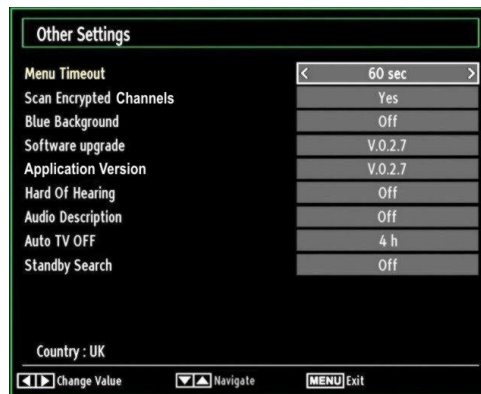 Other Settings
Menu Timeout < 60 sec >
Scan Encrypted Channels Yes
Blue Background Off
Software upgrade V.0.2.7
Application Version V.0.2.7
Hard Of Hearing Off
Audio Description Off
Auto TV OFF 4 h
Standby Search Off
Country : UK
Change Value Navigate MENU Exit